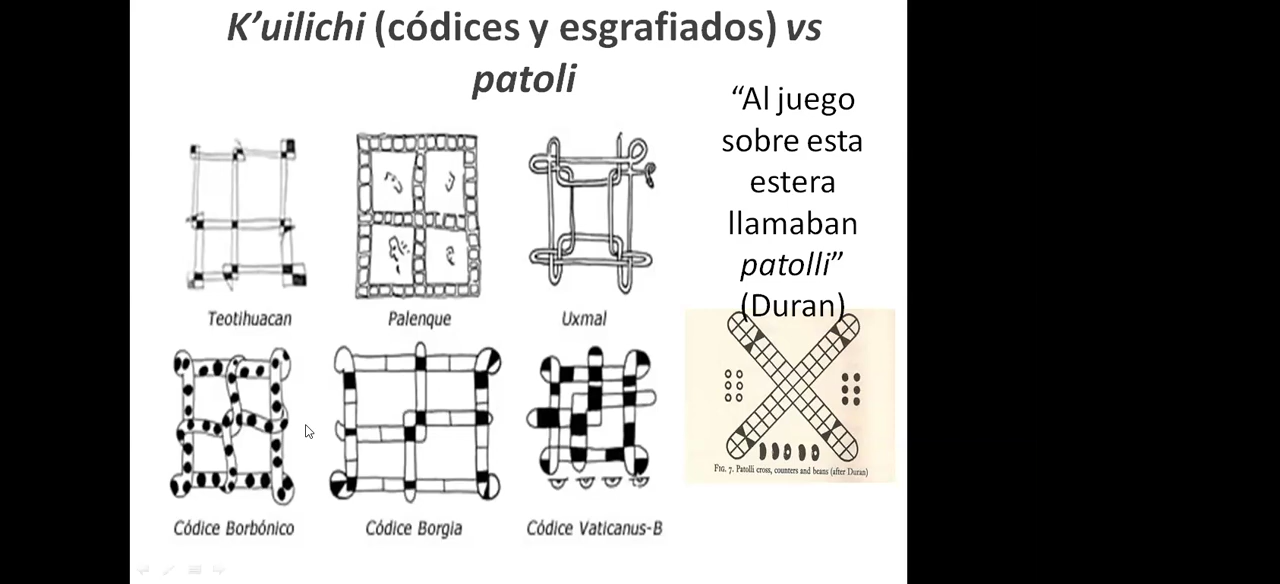 K’uilichi (códices y esgrafiados) vs
patoli
“Al juego
sobre esta
estera
llamaban
patolli”
(Duran)
Teotihuacan
Palenque
Uxmal
Códice Borbónico
Códice Borgia
Códice Vaticanus-B
FIG. 7. Patolli cross, counters and beans (after Duran)